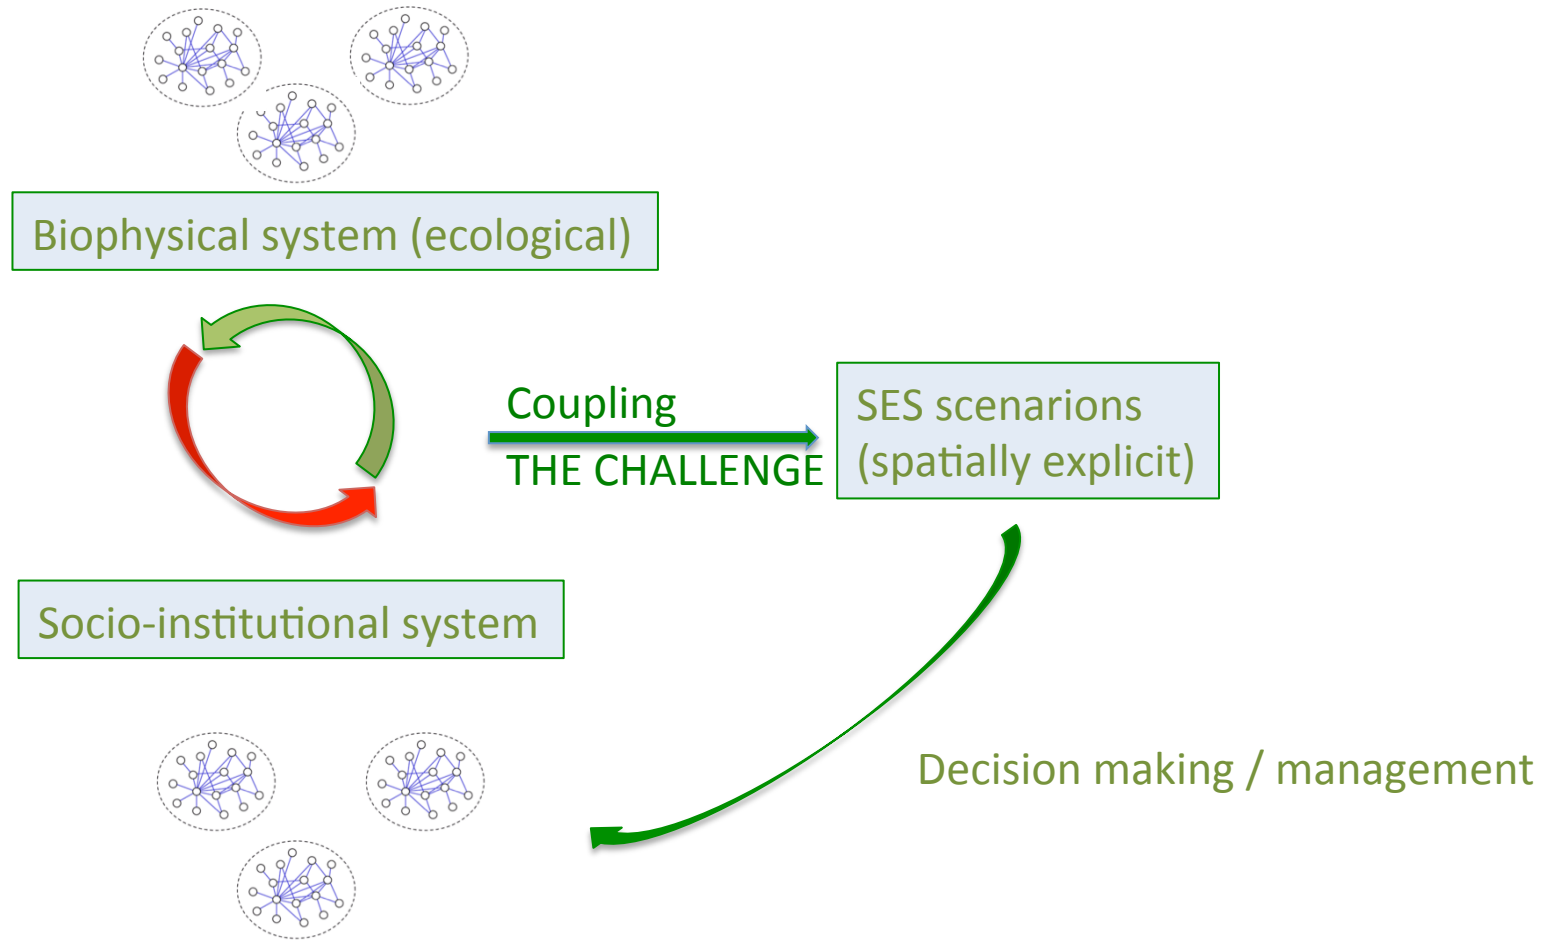 Biophysical system (ecological)
Coupling
THE CHALLENGE
SES scenarions
(spatially explicit)
Socio-institutional system
Decision making / management